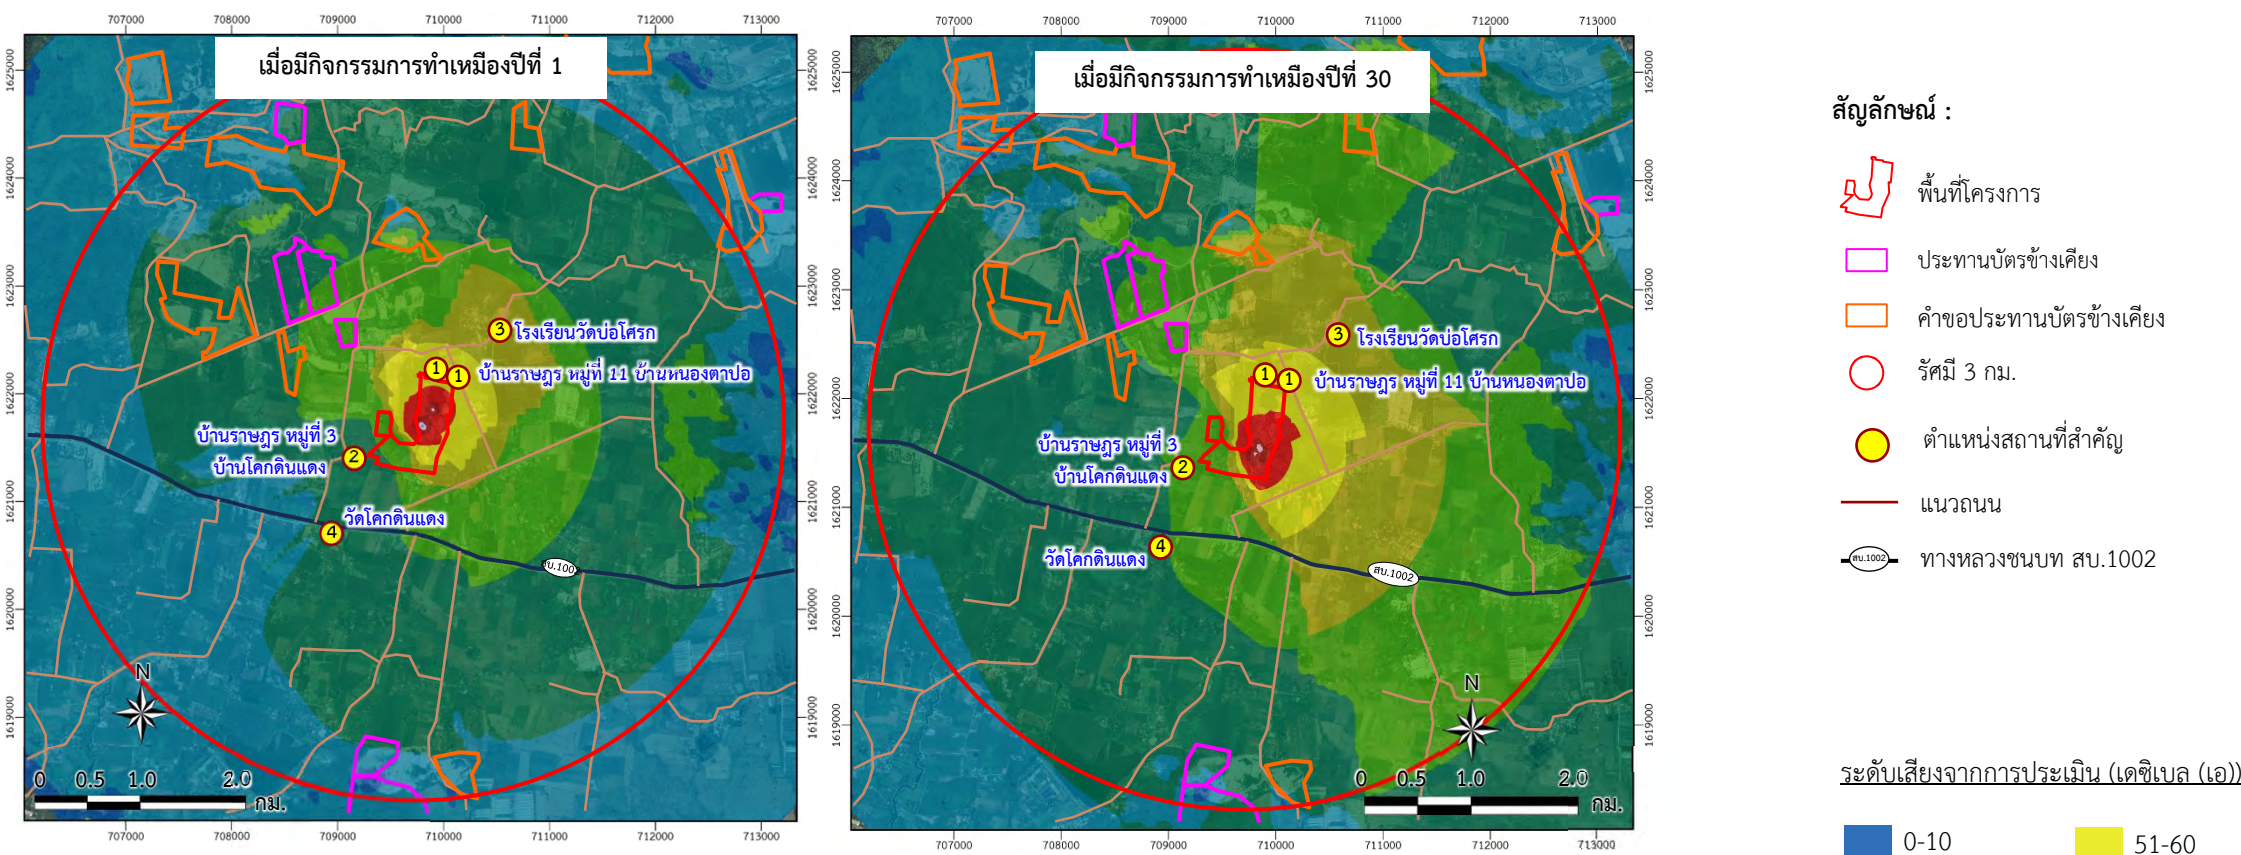 707000 708000 709000 710000 711000 712000 713000
เมื่อมีกิจกรรมการทำเหมืองปีที่ 1
1625000 1624000 1623000 1622000 1621000 1620000 1619000
1625000 1624000 1623000 1622000 1621000 1620000 1619000
3 โรงเรียนวัดบ่อโศรก
1 1 บ้านราษฎร หมู่ที่ 11 บ้านหนองตาปอ
บ้านราษฎร หมู่ที่ 3
บ้านโคกดินแดง 2
วัดโคกดินแดง
4
สบ.100
N
0 0.5 1.0 2.0
กม.
707000 708000 709000 710000 711000 712000 713000
707000 708000 709000 710000 711000 712000 713000
เมื่อมีกิจกรรมการทำเหมืองปีที่ 30
1625000 1624000 1623000 1622000 1621000 1620000 1619000
3 โรงเรียนวัดบ่อโศรก
1 1 บ้านราษฎร หมู่ที่ 11 บ้านหนองตาปอ
บ้านราษฎร หมู่ที่ 3
บ้านโคกดินแดง 2
4
วัดโคกดินแดง
สบ.1002
N
0 0.5 1.0 2.0
กม.
707000 708000 709000 710000 711000 712000 713000
สัญลักษณ์ :
พื้นที่โครงการ
ประทานบัตรข้างเคียง
คำขอประทานบัตรข้างเคียง
รัศมี 3 กม.
ตำแหน่งสถานที่สำคัญ
แนวถนน
สบ.1002 ทางหลวงชนบท สบ.1002
ระดับเสียงจากการประเมิน (เดซิเบล (เอ))
0-10 51-60